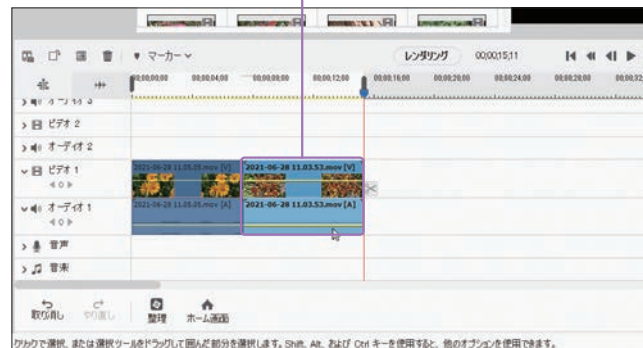 マーカー
レンダリング 00;00;15;11
00;00;00;00 00;00;04;00 00;00;08;00 00;00;12;00 00;00;16;00 00;00;20;00 00;00;24;00 00;00;28;00 00;00;32
オーディオ 3
ビデオ 2
オーディオ 2
ビデオ 1
2021-06-28 11.05.05.mov [V] 2021-06-28 11.03.53.mov [V]
オーディオ 1
2021-06-28 11.05.05.mov [A] 2021-06-28 11.03.53.mov [A]
音声
音楽
取り消し やり直し 整理 ホーム画面
クリックで選択、または選択ツールをドラッグして囲んだ部分を選択します。Shift、Alt、および Ctrl キーを使用すると、他のオプションを使用できます。